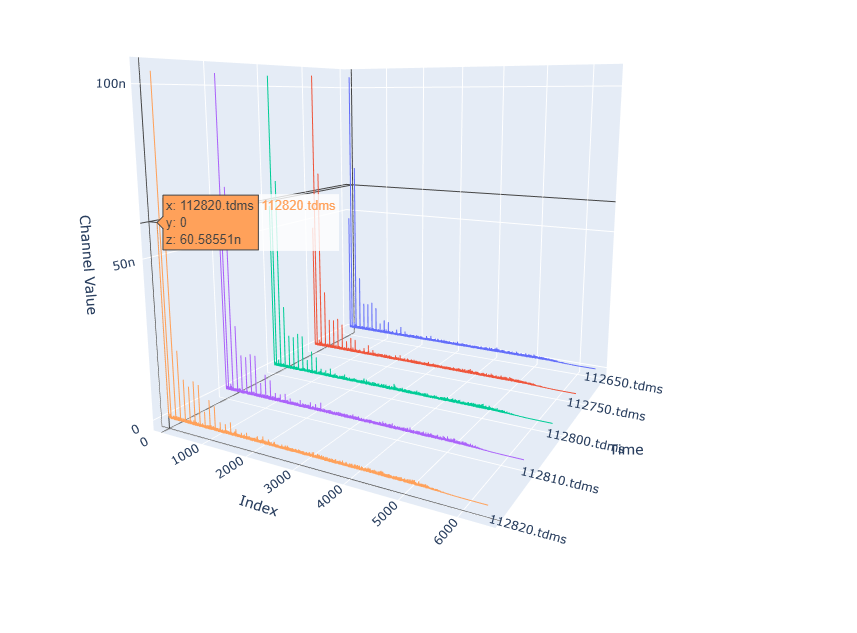 100n
x: 112820.tdms
112820.tdms
y: 0
z: 60.58551n
Channel Value
50n
0
0
1000
2000
3000
4000
5000
6000
Index
112650.tdms
112750.tdms
112800.tdms
Time
112810.tdms
112820.tdms